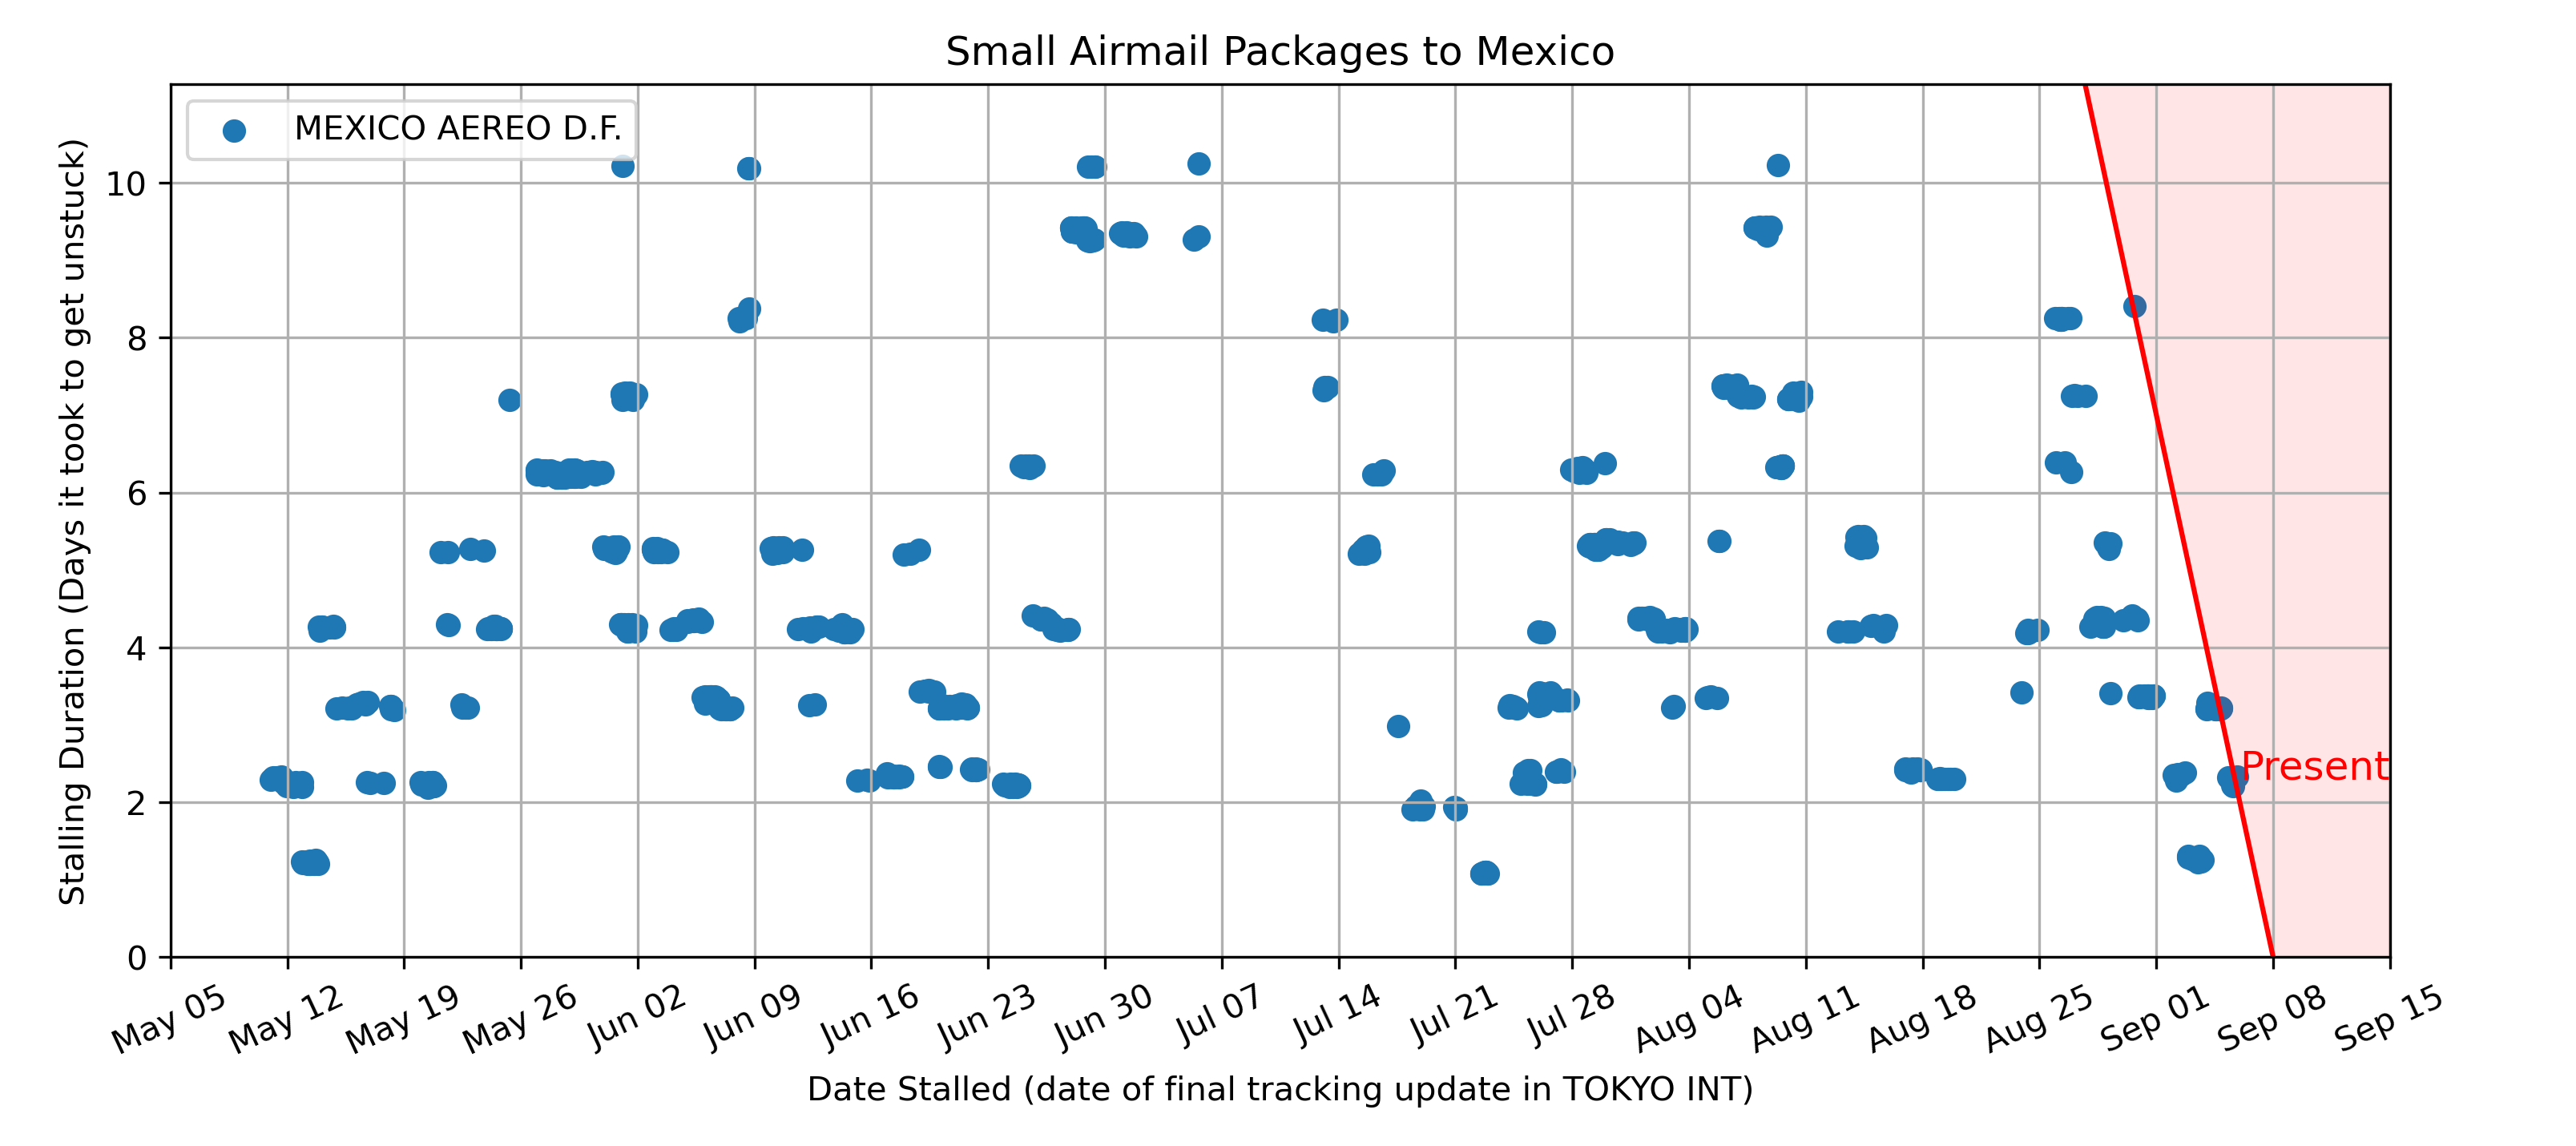 Small Airmail Packages to Mexico
MEXICO AEREO D.F.
Stalling Duration (Days it took to get unstuck)
10
8
6
4
2
0
Present
May 05 May 12 May 19 May 26 Jun 02 Jun 09 Jun 16 Jun 23 Jun 30 Jul 07 Jul 14 Jul 21 Jul 28 Aug 04 Aug 11 Aug 18 Aug 25 Sep 01 Sep 08 Sep 15
Date Stalled (date of final tracking update in TOKYO INT)